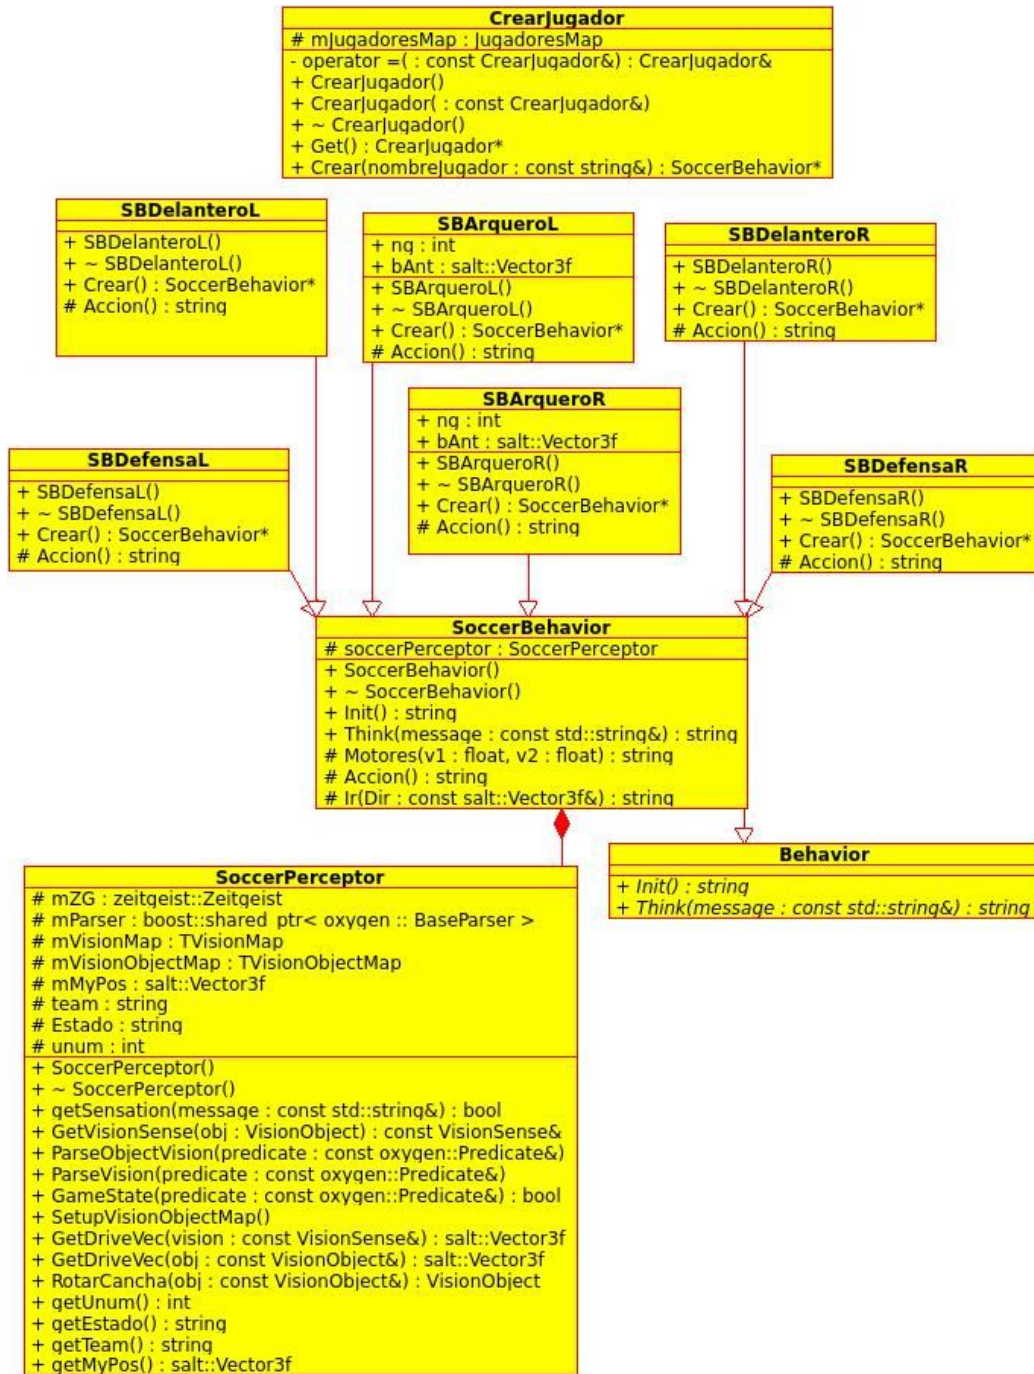 CrearJugador
# mJugadoresMap : JugadoresMap
- operator =( : const CrearJugador&) : CrearJugador&
+ CrearJugador()
+ CrearJugador( : const CrearJugador&)
+ ~ CrearJugador()
+ Get() : CrearJugador*
+ Crear(nombreJugador : const string&) : SoccerBehavior*
SBDelanteroL
+ SBDelanteroL()
+ ~ SBDelanteroL()
+ Crear() : SoccerBehavior*
# Accion() : string
SBArqueroL
+ ng : int
+ bAnt : salt::Vector3f
+ SBArqueroL()
+ ~ SBArqueroL()
+ Crear() : SoccerBehavior*
# Accion() : string
SBDelanteroR
+ SBDelanteroR()
+ ~ SBDelanteroR()
+ Crear() : SoccerBehavior*
# Accion() : string
SBArqueroR
+ ng : int
+ bAnt : salt::Vector3f
+ SBArqueroR()
+ ~ SBArqueroR()
+ Crear() : SoccerBehavior*
# Accion() : string
SBDefensaL
+ SBDefensaL()
+ ~ SBDefensaL()
+ Crear() : SoccerBehavior*
# Accion() : string
SBDefensaR
+ SBDefensaR()
+ ~ SBDefensaR()
+ Crear() : SoccerBehavior*
# Accion() : string
SoccerBehavior
# soccerPerceptor : SoccerPerceptor
+ SoccerBehavior()
+ ~ SoccerBehavior()
+ Init() : string
+ Think(message : const std::string&) : string
# Motores(v1 : float, v2 : float) : string
# Accion() : string
# Ir(Dir : const salt::Vector3f&) : string
Behavior
+ Init() : string
+ Think(message : const std::string&) : string
SoccerPerceptor
# mZG : zeitgeist::Zeitgeist
# mParser : boost::shared ptr< oxygen :: BaseParser >
# mVisionMap : TVisionMap
# mVisionObjectMap : TVisionObjectMap
# mMyPos : salt::Vector3f
# team : string
# Estado : string
# unum : int
+ SoccerPerceptor()
+ ~ SoccerPerceptor()
+ getSensation(message : const std::string&) : bool
+ GetVisionSense(obj : VisionObject) : const VisionSense&
+ ParseObjectVision(predicate : const oxygen::Predicate&)
+ ParseVision(predicate : const oxygen::Predicate&)
+ GameState(predicate : const oxygen::Predicate&) : bool
+ SetupVisionObjectMap()
+ GetDriveVec(vision : const VisionSense&) : salt::Vector3f
+ GetDriveVec(obj : const VisionObject&) : salt::Vector3f
+ RotarCancha(obj : const VisionObject&) : VisionObject
+ getUnum() : int
+ getEstado() : string
+ getTeam() : string
+ getMyPos() : salt::Vector3f